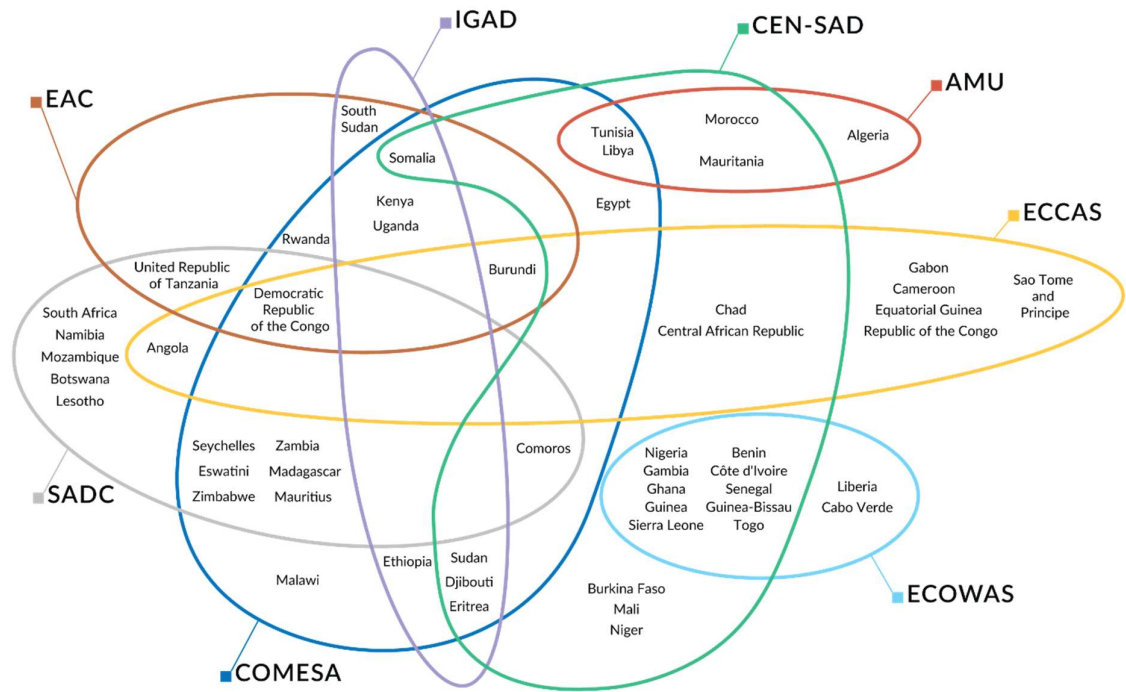 IGAD
CEN-SAD
AMU
EAC
South
Sudan
Tunisia
Libya
Morocco
Mauritania
Algeria
Somalia
Kenya
Uganda
Egypt
ECCAS
Rwanda
United Republic
of Tanzania
Burundi
Democratic
Republic
of the Congo
Gabon
Cameroon
Equatorial Guinea
Republic of the Congo
Sao Tome
and
Principe
South Africa
Namibia
Mozambique
Botswana
Lesotho
Angola
Chad
Central African Republic
Seychelles Zambia
Eswatini Madagascar
Zimbabwe Mauritius
Comoros
Nigeria
Gambia
Ghana
Guinea
Sierra Leone
Benin
Côte d'Ivoire
Senegal
Guinea-Bissau
Togo
Liberia
Cabo Verde
SADC
Ethiopia
Sudan
Djibouti
Eritrea
Malawi
Burkina Faso
Mali
Niger
ECOWAS
COMESA